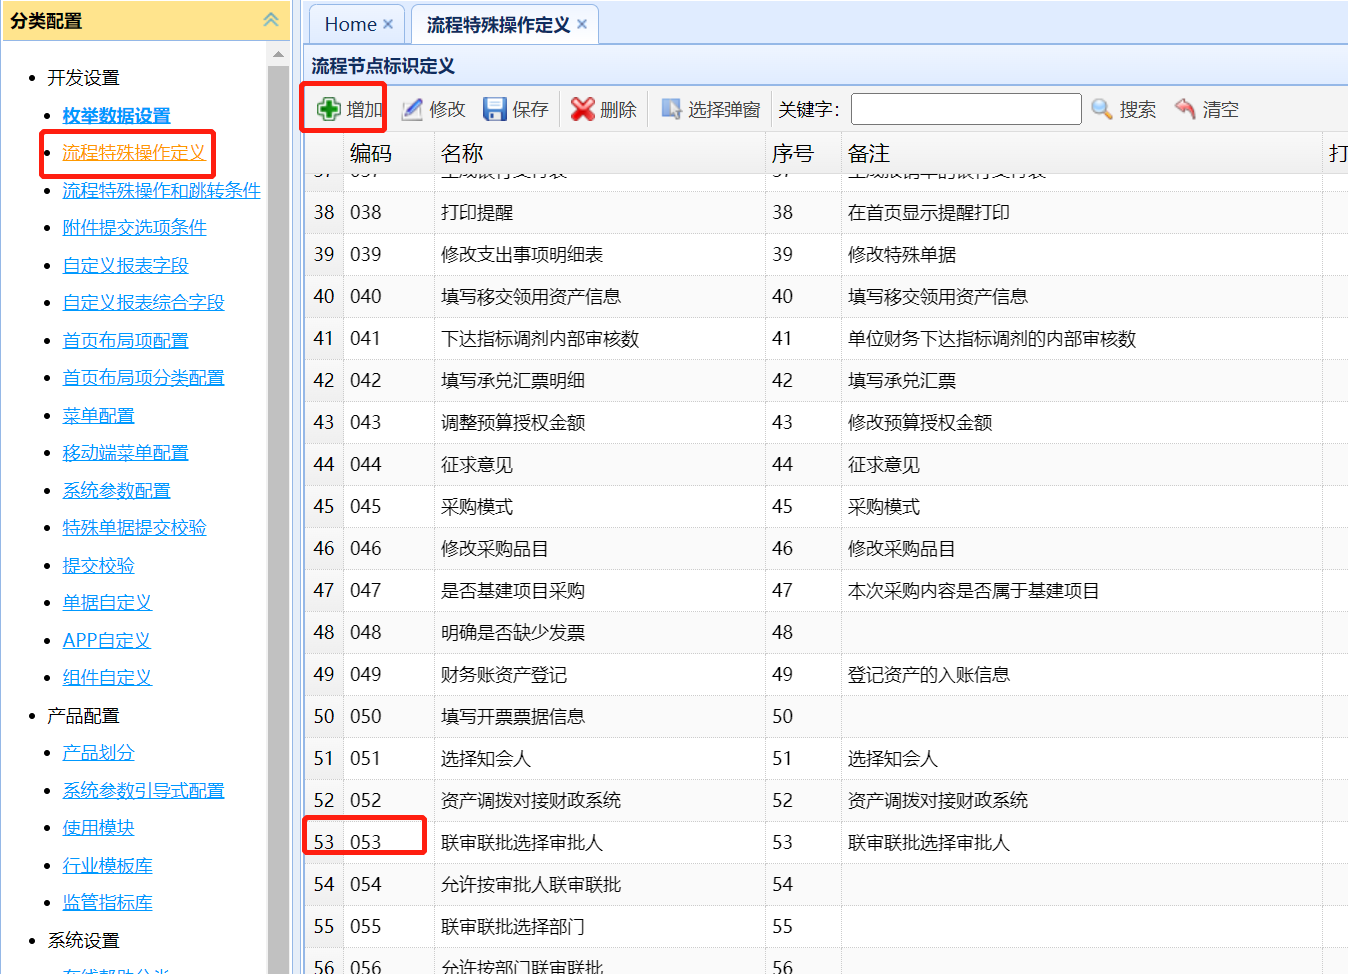 分类配置
开发设置
枚举数据设置
流程特殊操作定义
流程特殊操作和跳转条件
附件提交选项条件
自定义报表字段
自定义报表综合字段
首页布局项配置
首页布局项分类配置
菜单配置
移动端菜单配置
系统参数配置
特殊单据提交校验
提交校验
单据自定义
APP自定义
组件自定义
产品配置
产品划分
系统参数引导式配置
使用模块
行业模板库
监管指标库
系统设置
Home × 流程特殊操作定义 ×
流程节点标识定义
增加 修改 保存 删除 选择弹窗 关键字: 搜索 清空
编码 名称 序号 备注 打
38 038 打印提醒 38 在首页显示提醒打印
39 039 修改支出事项明细表 39 修改特殊单据
40 040 填写移交领用资产信息 40 填写移交领用资产信息
41 041 下达指标调剂内部审核数 41 单位财务下达指标调剂的内部审核数
42 042 填写承兑汇票明细 42 填写承兑汇票
43 043 调整预算授权金额 43 修改预算授权金额
44 044 征求意见 44 征求意见
45 045 采购模式 45 采购模式
46 046 修改采购品目 46 修改采购品目
47 047 是否基建项目采购 47 本次采购内容是否属于基建项目
48 048 明确是否缺少发票 48
49 049 财务账资产登记 49 登记资产的入账信息
50 050 填写开票票据信息 50
51 051 选择知会人 51 选择知会人
52 052 资产调拨对接财政系统 52 资产调拨对接财政系统
53 053 联审联批选择审批人 53 联审联批选择审批人
54 054 允许按审批人联审联批 54
55 055 联审联批选择部门 55
56 056 允许按部门联审联批 56